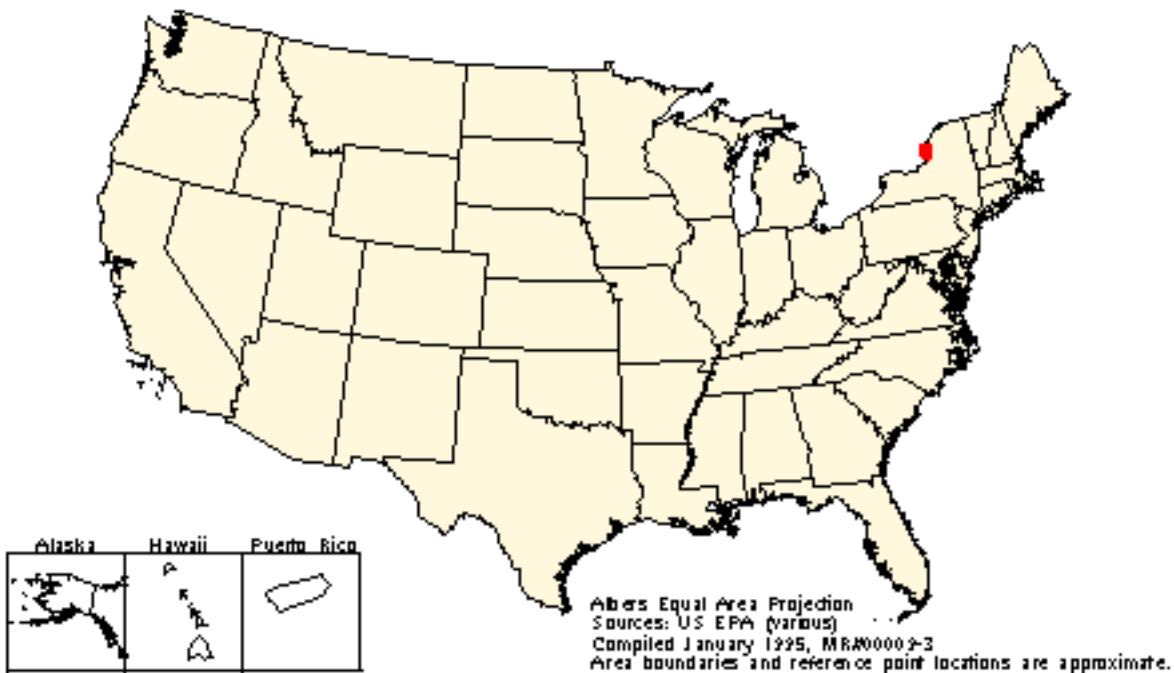 Alaska
Hawaii
Puerto Rico
Albers Equal Area Projection
Sources: US EPA (various)
Compiled January 1995, MR#00009-3
Area boundaries and reference point locations are approximate.